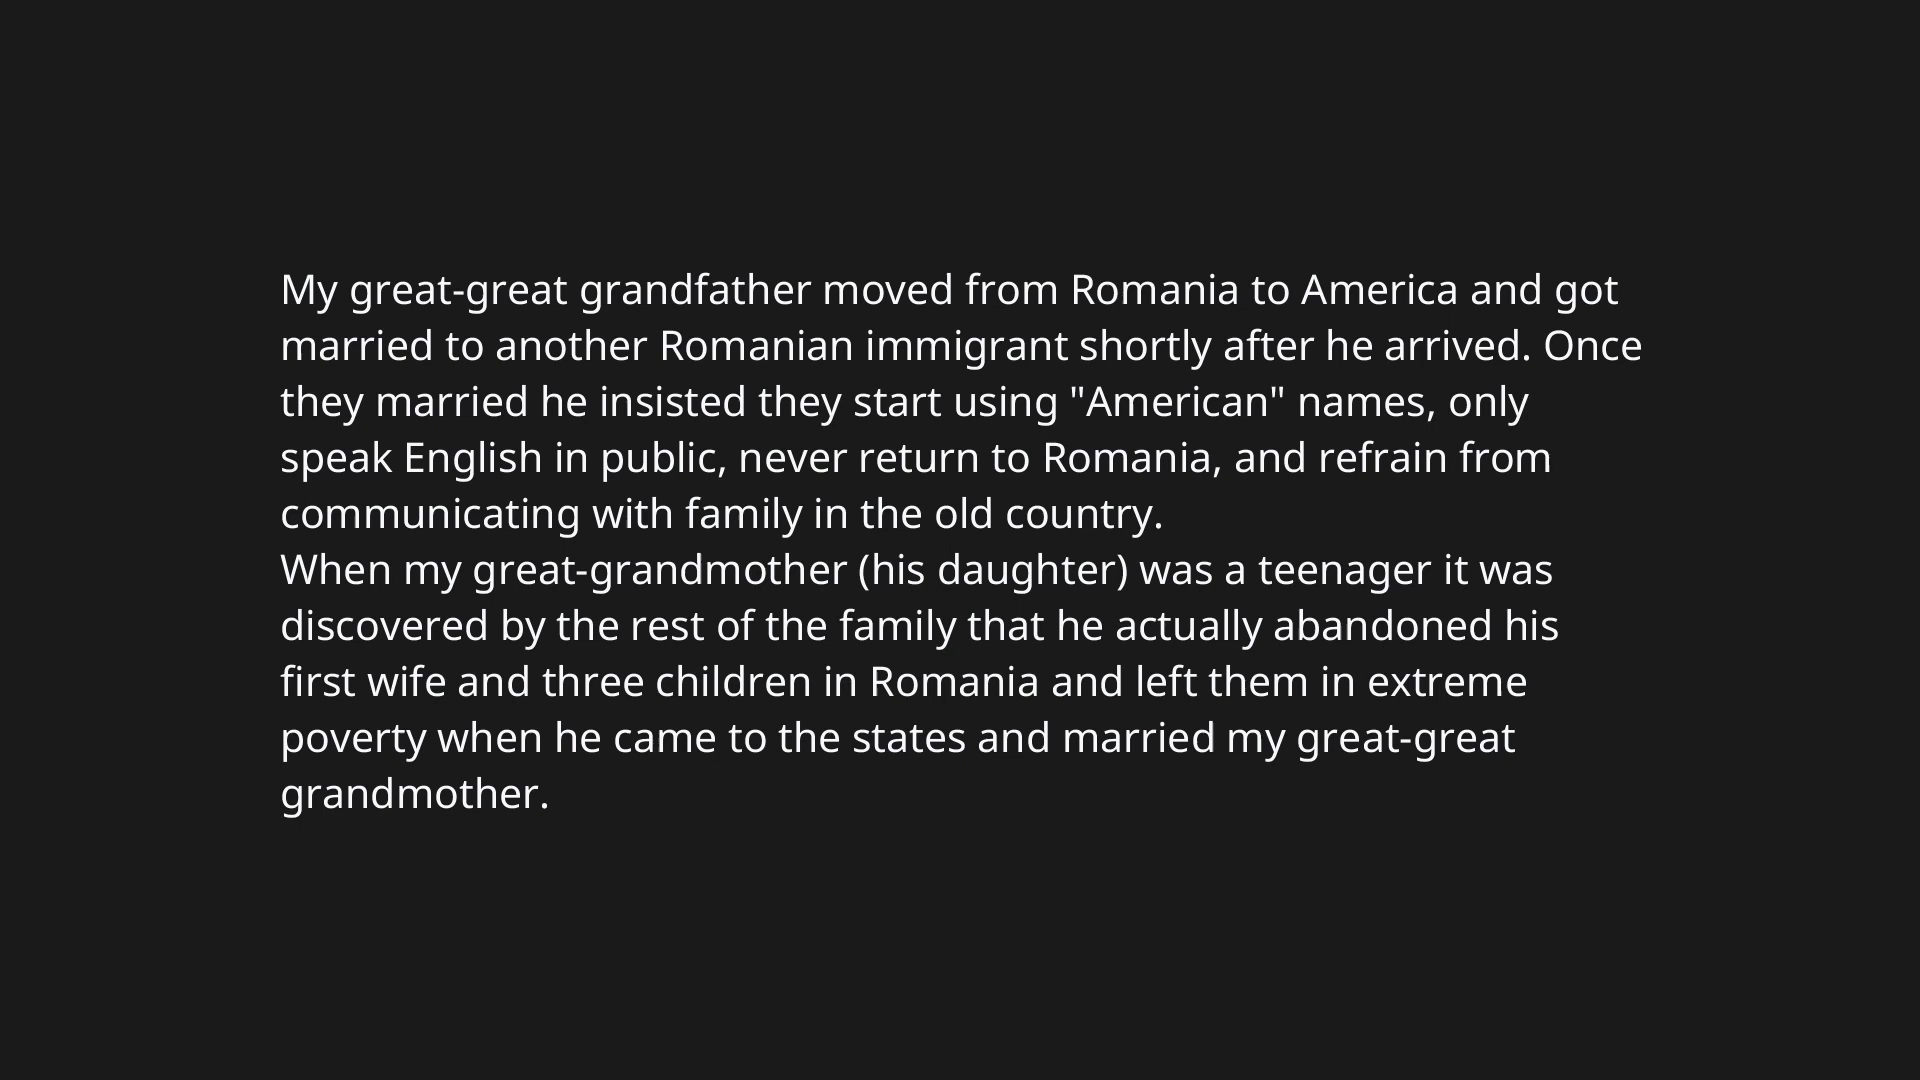 My great-great grandfather moved from Romania to America and got
married to another Romanian immigrant shortly after he arrived. Once
they married he insisted they start using "American" names, only
speak English in public, never return to Romania, and refrain from
communicating with family in the old country.
When my great-grandmother (his daughter) was a teenager it was
discovered by the rest of the family that he actually abandoned his
first wife and three children in Romania and left them in extreme
poverty when he came to the states and married my great-great
grandmother.